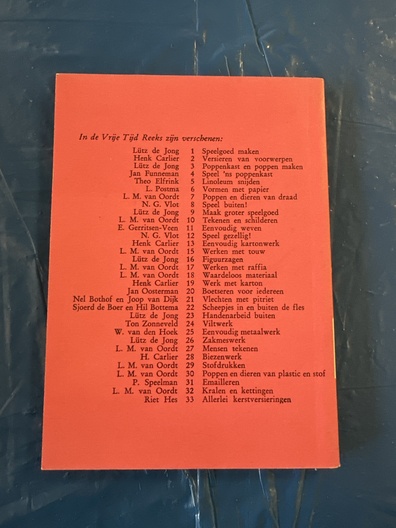 In de Vrije Tijd Reeks zijn verschenen:
Lütz de Jong 1 Speelgoed maken
Henk Carlier 2 Versieren van voorwerpen
Lütz de Jong 3 Poppenkast en poppen maken
Jan Funneman 4 Speel 'ns poppenkast
Theo Elfrink 5 Linoleum snijden
L. Postma 6 Vormen met papier
L. M. van Oordt 7 Poppen en dieren van draad
N. G. Vlot 8 Speel buiten!
Lütz de Jong 9 Maak groter speelgoed
L. M. van Oordt 10 Tekenen en schilderen
E. Gerritsen-Veen 11 Eenvoudig weven
N. G. Vlot 12 Speel gezellig!
Henk Carlier 13 Eenvoudig kartonwerk
L. M. van Oordt 15 Werken met touw
Lütz de Jong 16 Figuurzagen
L. M. van Oordt 17 Werken met raffia
L. M. van Oordt 18 Waardeloos materiaal
Henk Carlier 19 Werk met karton
Jan Oosterman 20 Boetseren voor iedereen
Nel Bothof en Joop van Dijk 21 Vlechten met pitriet
Sjoerd de Boer en Hil Bottema 22 Scheepjes in en buiten de fles
Lütz de Jong 23 Handenarbeid buiten
Ton Zonneveld 24 Viltwerk
W. van den Hoek 25 Eenvoudig metaalwerk
Lütz de Jong 26 Zakmeswerk
L. M. van Oordt 27 Mensen tekenen
H. Carlier 28 Biezenwerk
L. M. van Oordt 29 Stofdrukken
L. M. van Oordt 30 Poppen en dieren van plastic en stof
P. Speelman 31 Emailleren
L. M. van Oordt 32 Kralen en kettingen
Riet Hes 33 Allerlei kerstversieringen